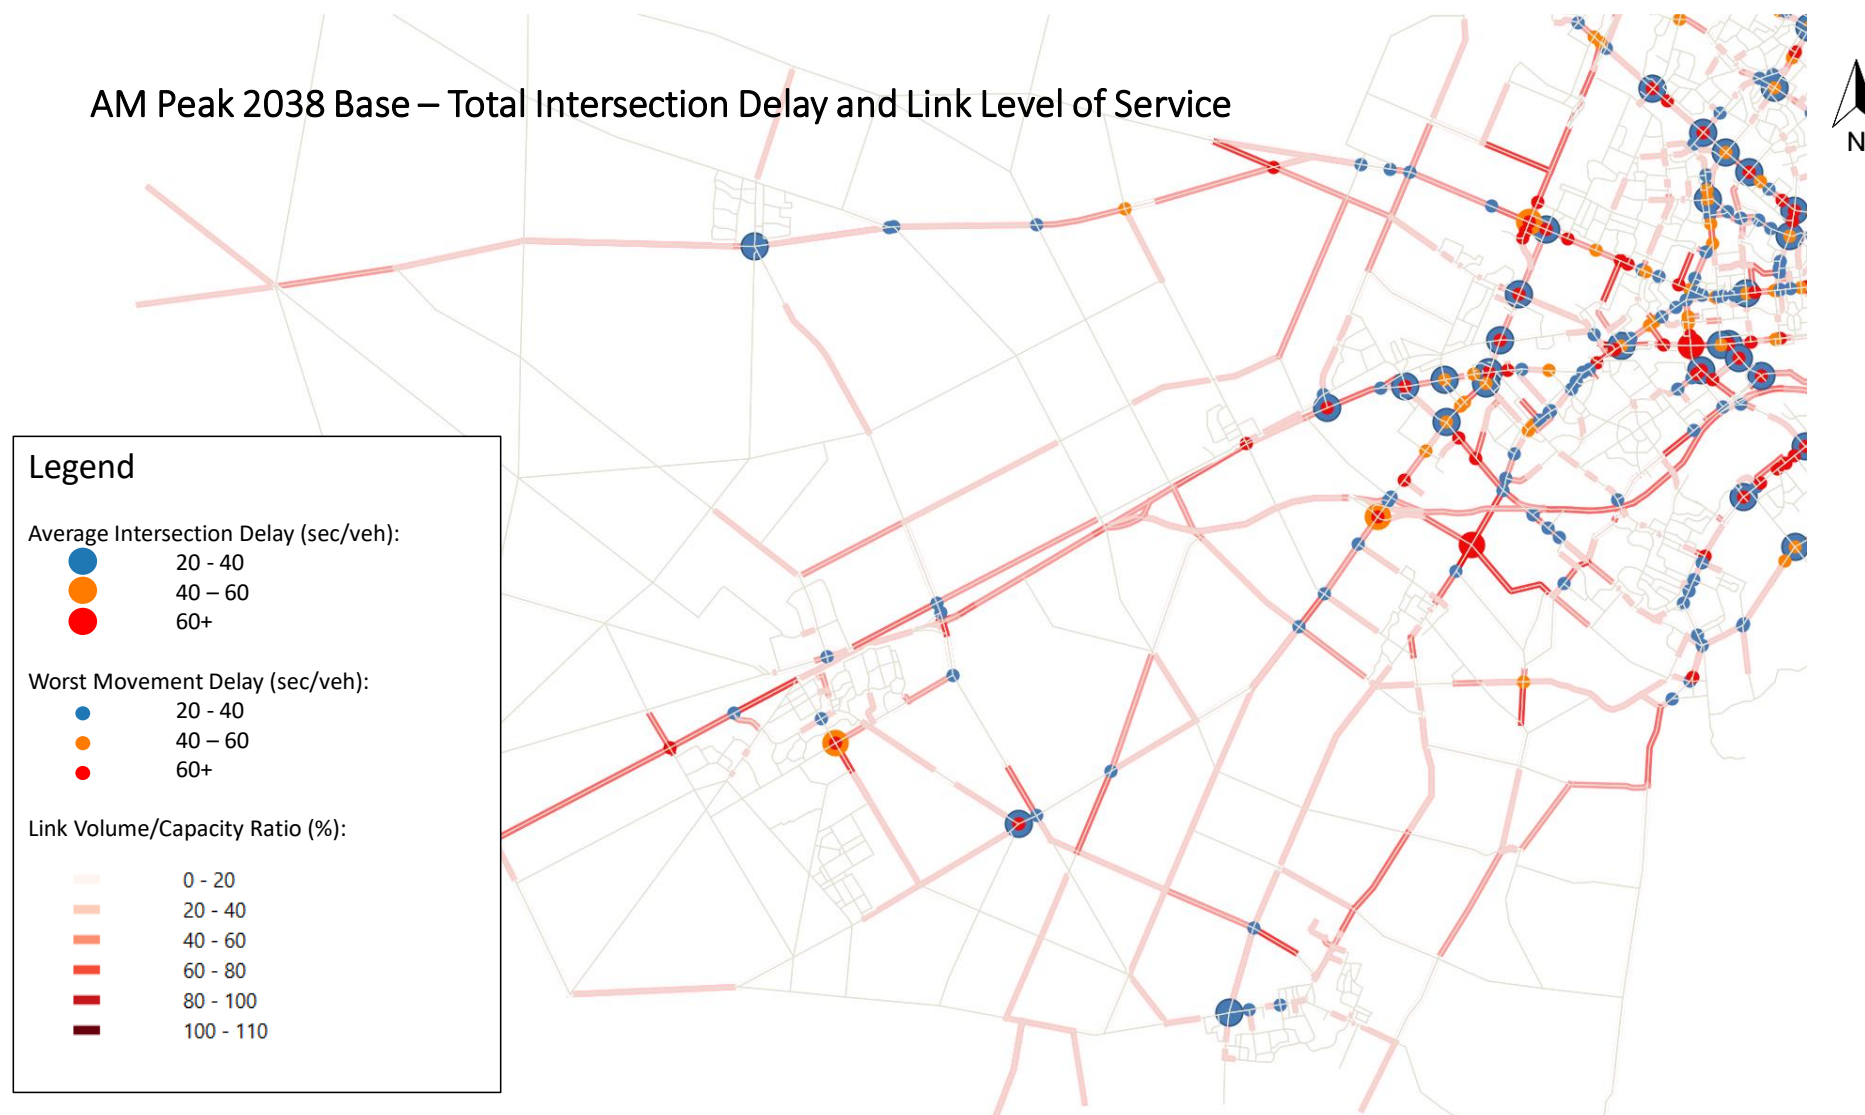 AM Peak 2038 Base – Total Intersection Delay and Link Level of Service
N
Legend
Average Intersection Delay (sec/veh):
20 - 40
40 – 60
60+
Worst Movement Delay (sec/veh):
20 - 40
40 – 60
60+
Link Volume/Capacity Ratio (%):
0 - 20
20 - 40
40 - 60
60 - 80
80 - 100
100 - 110